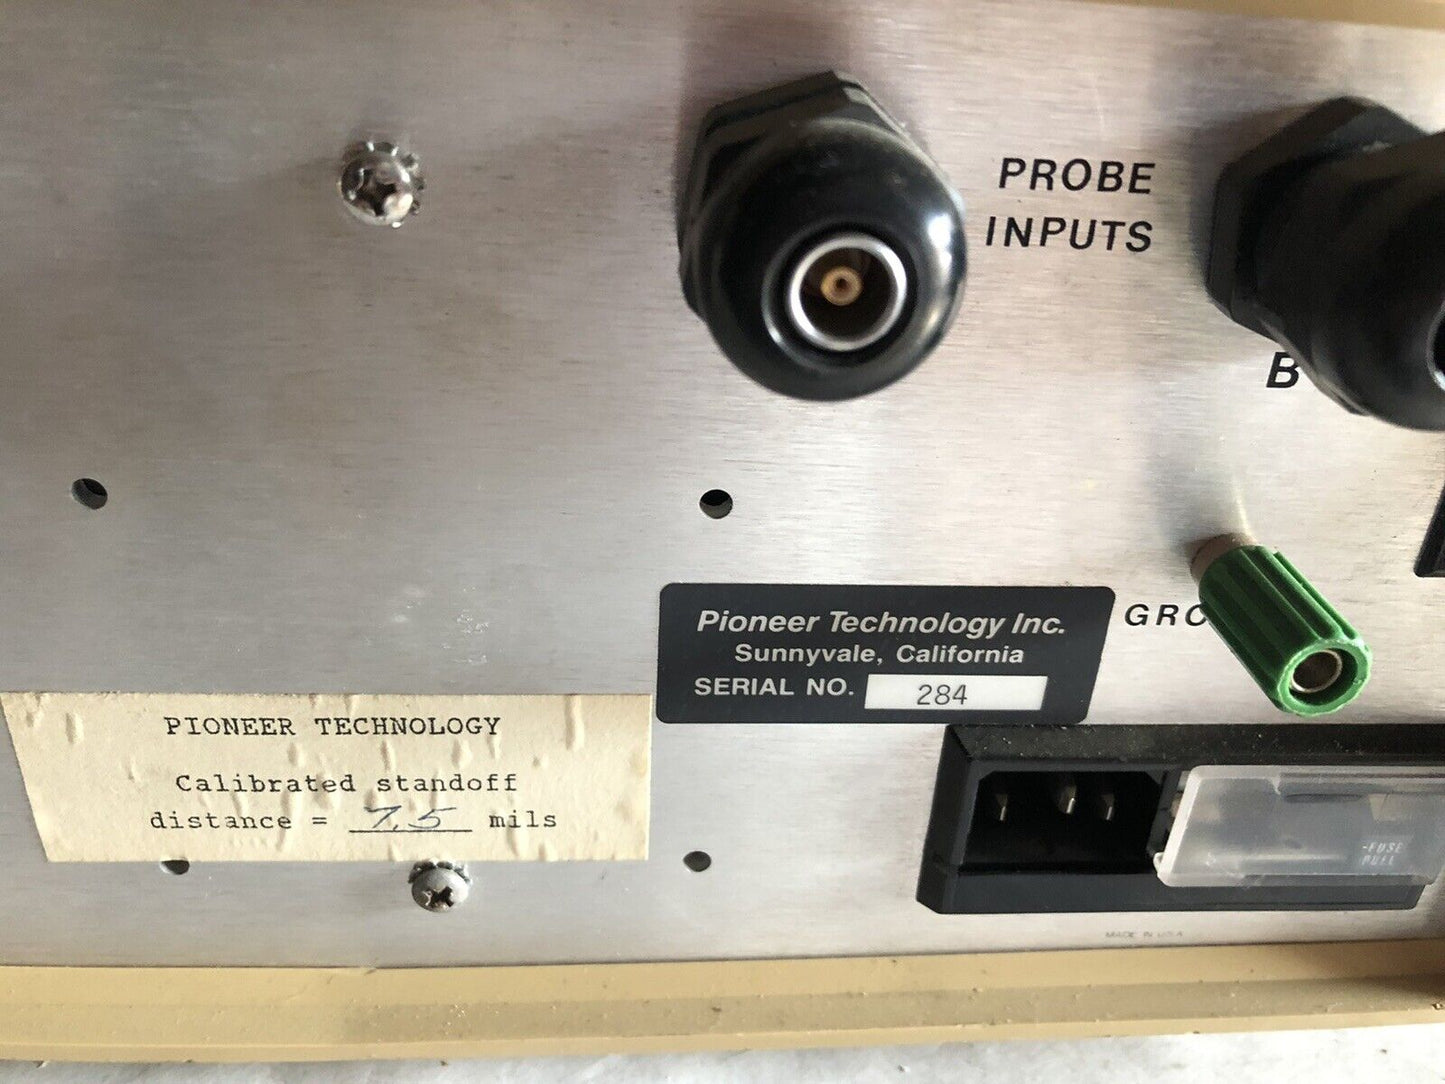 PROBE
INPUTS
B
Pioneer Technology Inc.
Sunnyvale, California
SERIAL NO. 284
GRO
PIONEER TECHNOLOGY
Calibrated standoff
distance = 7.5 mils
-FUSE
PULL
MADE IN U.S.A.